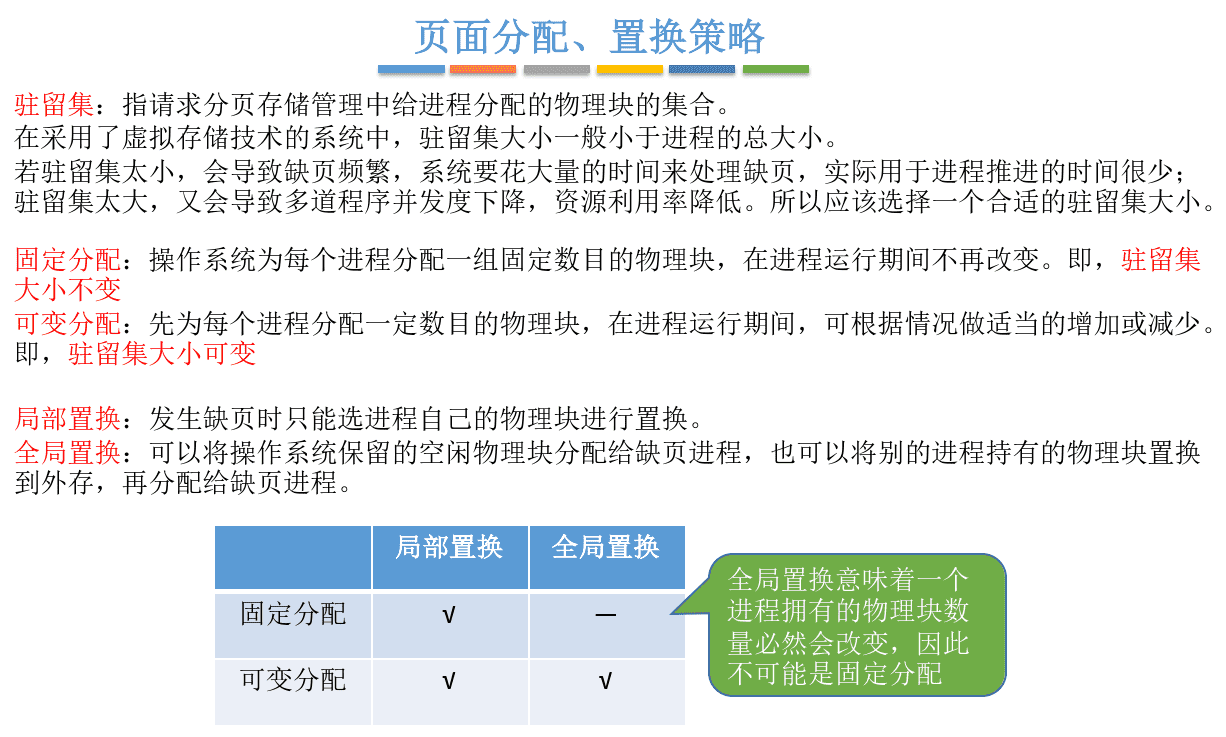 页面分配、置换策略
驻留集：指请求分页存储管理中给进程分配的物理块的集合。
在采用了虚拟存储技术的系统中，驻留集大小一般小于进程的总大小。
若驻留集太小，会导致缺页频繁，系统要花大量的时间来处理缺页，实际用于进程推进的时间很少；
驻留集太大，又会导致多道程序并发度下降，资源利用率降低。所以应该选择一个合适的驻留集大小。
固定分配：操作系统为每个进程分配一组固定数目的物理块，在进程运行期间不再改变。即，驻留集
大小不变
可变分配：先为每个进程分配一定数目的物理块，在进程运行期间，可根据情况做适当的增加或减少。
即，驻留集大小可变
局部置换：发生缺页时只能选进程自己的物理块进行置换。
全局置换：可以将操作系统保留的空闲物理块分配给缺页进程，也可以将别的进程持有的物理块置换
到外存，再分配给缺页进程。
局部置换 全局置换
固定分配 √ —
可变分配 √ √
全局置换意味着一个
进程拥有的物理块数
量必然会改变，因此
不可能是固定分配